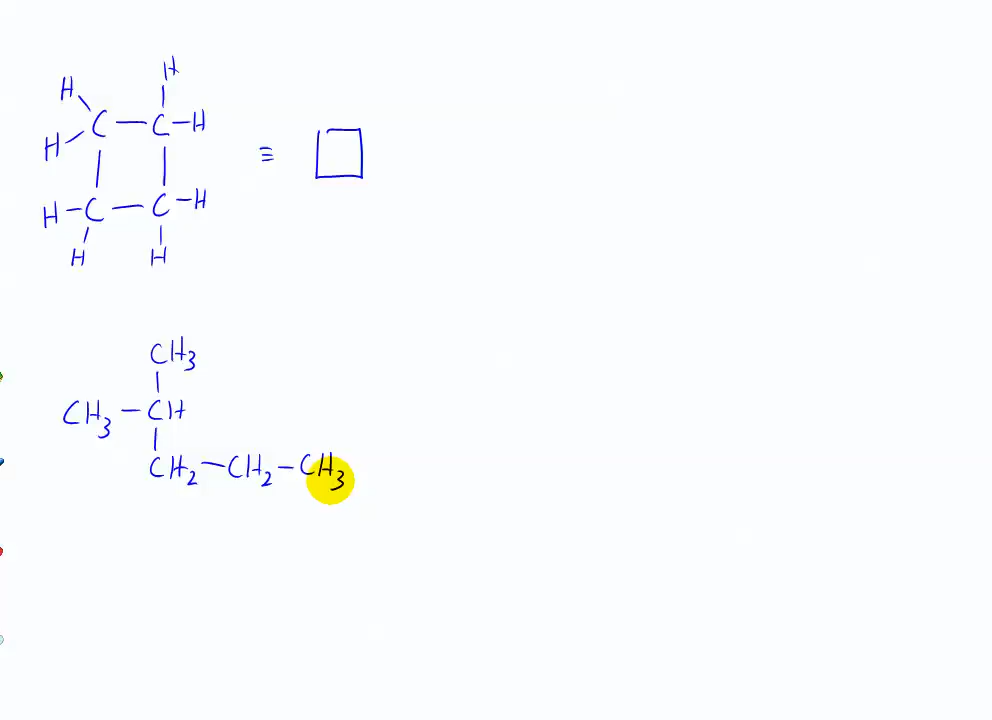 H
H
C — C — H
H
≡
H — C — C — H
H H
CH3
CH3 — CH
CH2 — CH2 — CH3